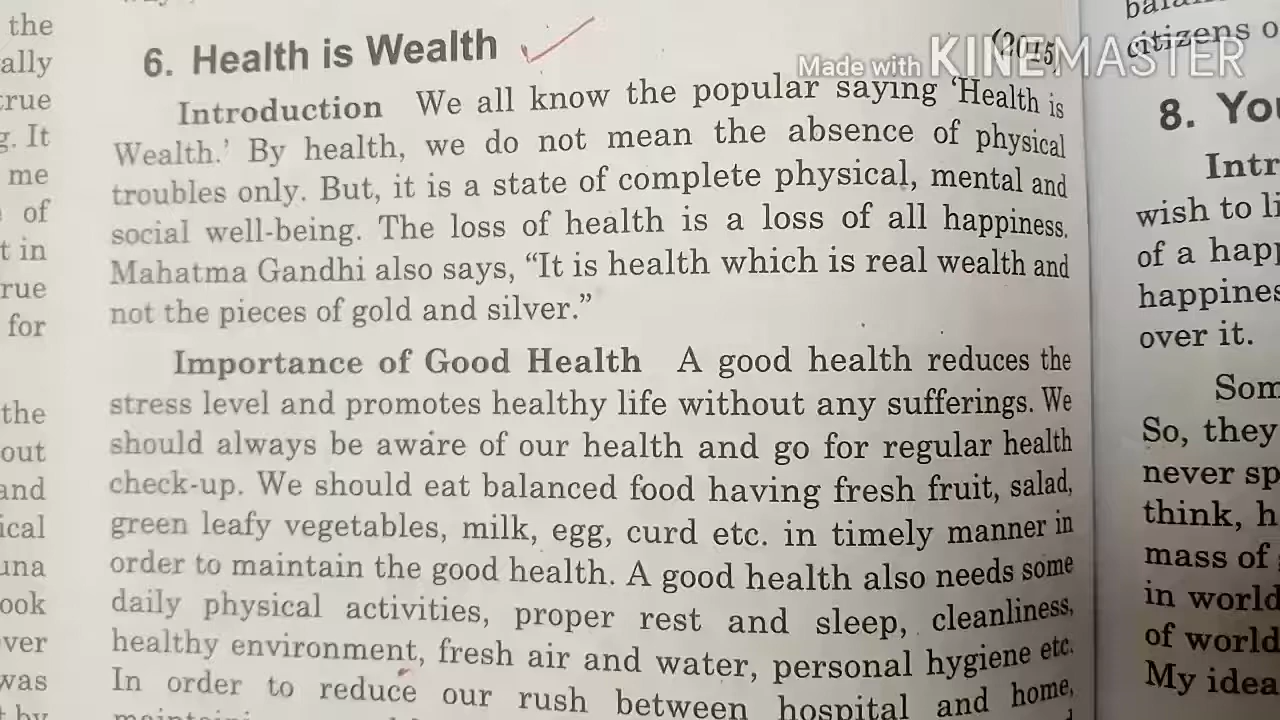 the
ally
rue
g. It
me
of
t in
rue
for
the
out
and
ical
una
ook
ver
was
t by
6. Health is Wealth
(2015)
Made with KINEMASTER
Introduction We all know the popular saying ‘Health is
Wealth.’ By health, we do not mean the absence of physical
troubles only. But, it is a state of complete physical, mental and
social well-being. The loss of health is a loss of all happiness.
Mahatma Gandhi also says, “It is health which is real wealth and
not the pieces of gold and silver.”
Importance of Good Health A good health reduces the
stress level and promotes healthy life without any sufferings. We
should always be aware of our health and go for regular health
check-up. We should eat balanced food having fresh fruit, salad,
green leafy vegetables, milk, egg, curd etc. in timely manner in
order to maintain the good health. A good health also needs some
daily physical activities, proper rest and sleep, cleanliness,
healthy environment, fresh air and water, personal hygiene etc.
In order to reduce our rush between hospital and home,
citizens o
8. You
Intr
wish to li
of a happ
happines
over it.
Som
So, they
never sp
think, h
mass of
in world
of world
My idea